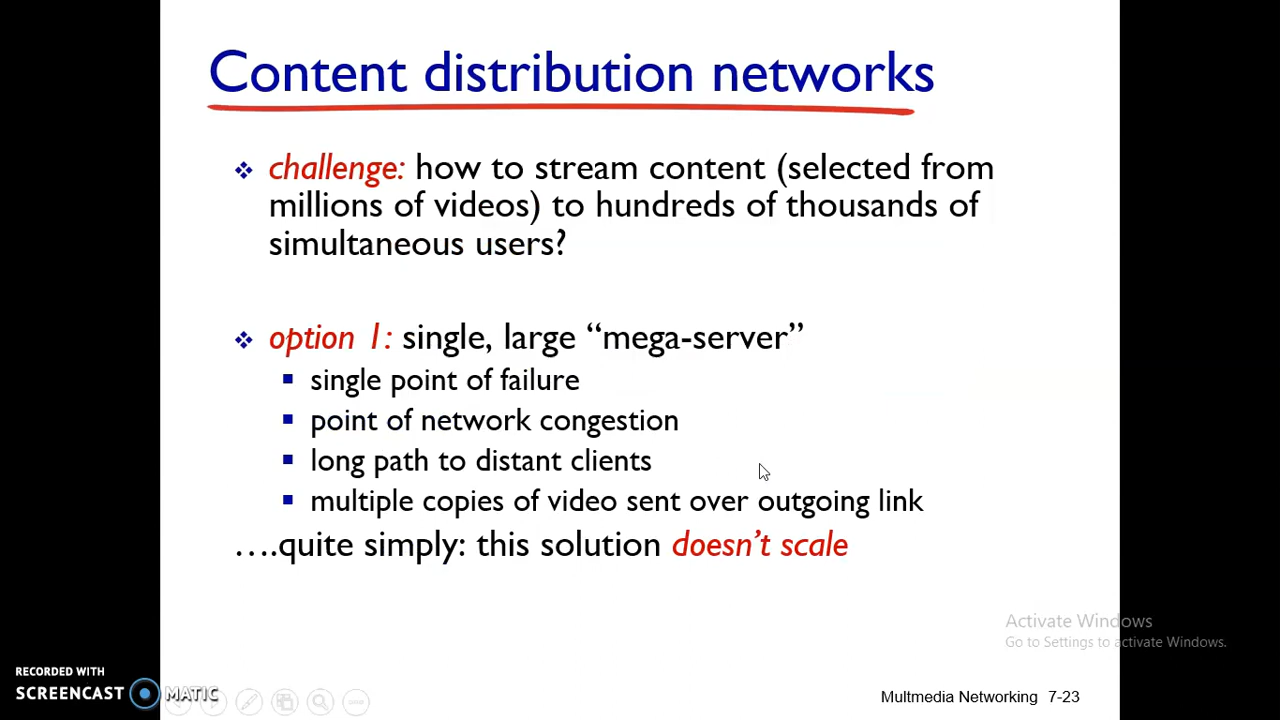 Content distribution networks
challenge: how to stream content (selected from
millions of videos) to hundreds of thousands of
simultaneous users?
option 1: single, large “mega-server”
single point of failure
point of network congestion
long path to distant clients
multiple copies of video sent over outgoing link
….quite simply: this solution doesn’t scale
Activate Windows
Go to Settings to activate Windows.
RECORDED WITH
SCREENCAST MATIC
Multmedia Networking 7-23